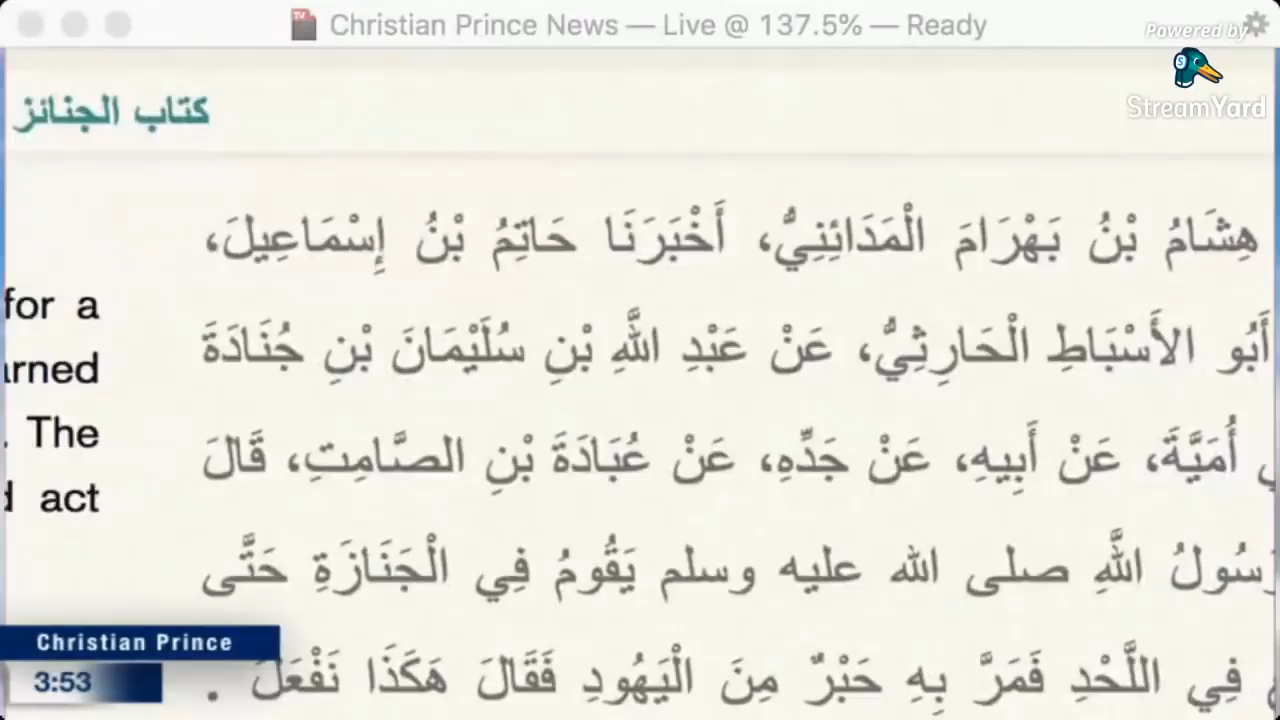 Christian Prince News — Live @ 137.5% — Ready
Powered by
StreamYard
كتاب الجنائز
هِشَامُ بْنُ بَهْرَامَ الْمَدَائِنِيُّ، أَخْبَرَنَا حَاتِمُ بْنُ إِسْمَاعِيلَ،
أَبُو الأَسْبَاطِ الْحَارِثِيُّ، عَنْ عَبْدِ اللَّهِ بْنِ سُلَيْمَانَ بْنِ جُنَادَةَ
أُمَيَّةَ، عَنْ أَبِيهِ، عَنْ جَدِّهِ، عَنْ عُبَادَةَ بْنِ الصَّامِتِ، قَالَ
سُولُ اللَّهِ صلى الله عليه وسلم يَقُومُ فِي الْجَنَازَةِ حَتَّى
فِي اللَّحْدِ فَمَرَّ بِهِ حَبْرٌ مِنَ الْيَهُودِ فَقَالَ هَكَذَا نَفْعَلُ .
for a
rned
. The
act
Christian Prince
3:53